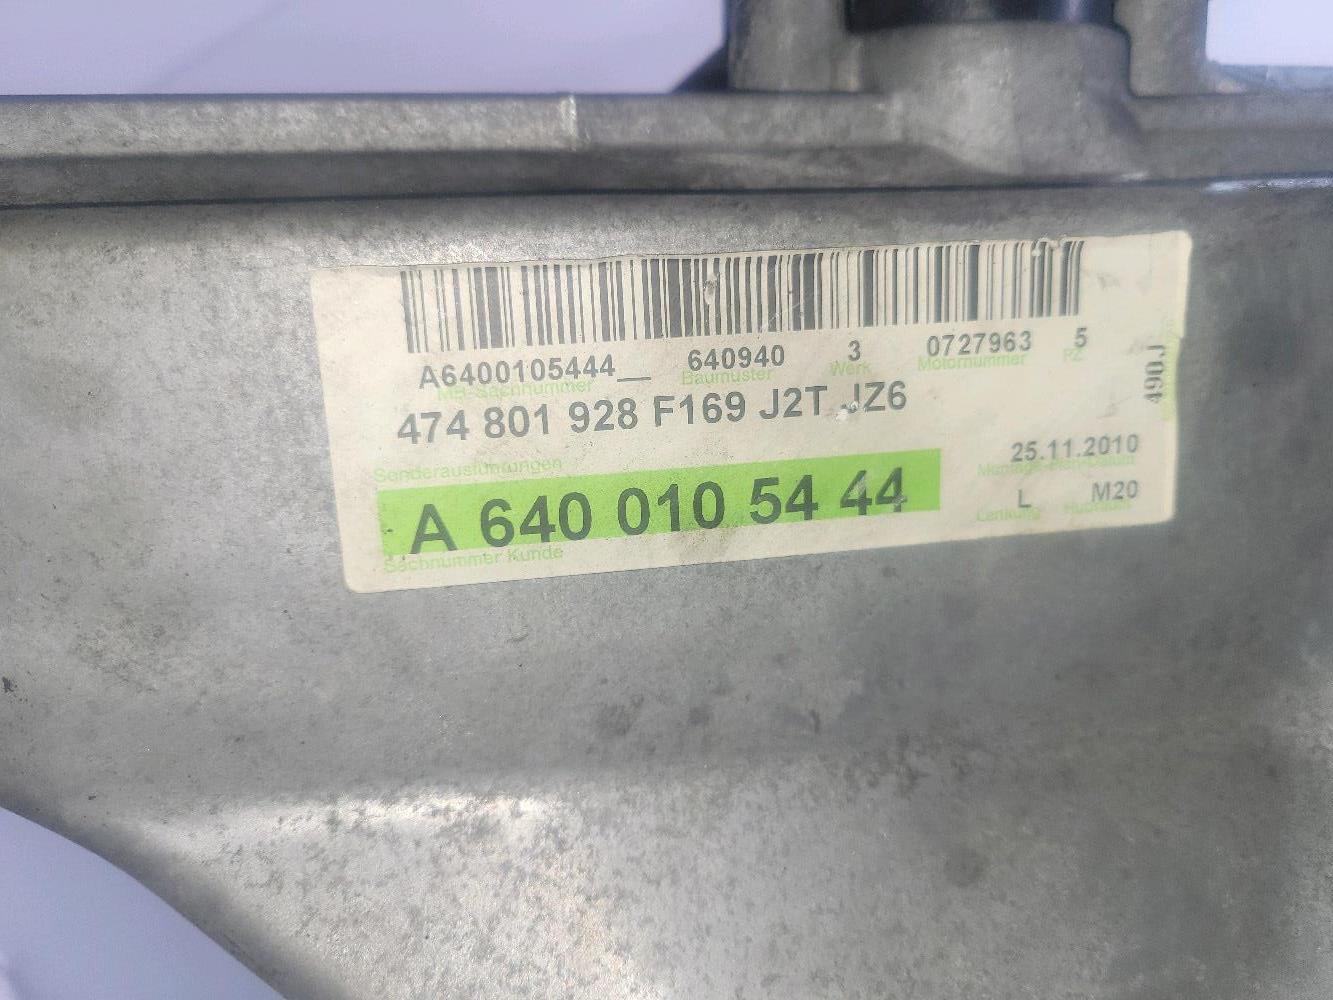 A6400105444__ 640940 3 0727963 5
MB-Sachnummer Baumuster Werk Motornummer PZ
474 801 928 F169 J2T JZ6
490J
Sonderausführungen
25.11.2010
A 640 010 54 44
L M20
Sachnummer Kunde
Lenkung Hubraum